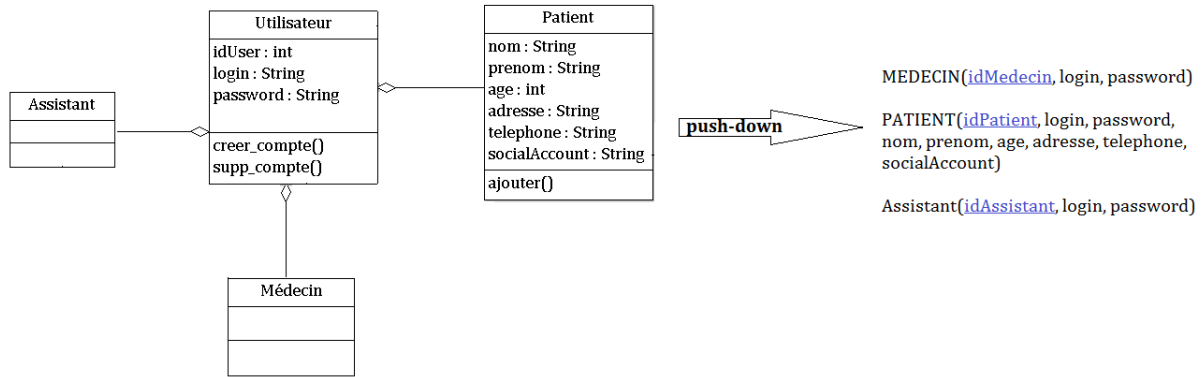 Utilisateur
idUser : int
login : String
password : String
creer_compte()
supp_compte()
Patient
nom : String
prenom : String
age : int
adresse : String
telephone : String
socialAccount : String
ajouter()
Assistant
Médecin
push-down
MEDECIN(idMedecin, login, password)
PATIENT(idPatient, login, password,
nom, prenom, age, adresse, telephone,
socialAccount)
Assistant(idAssistant, login, password)